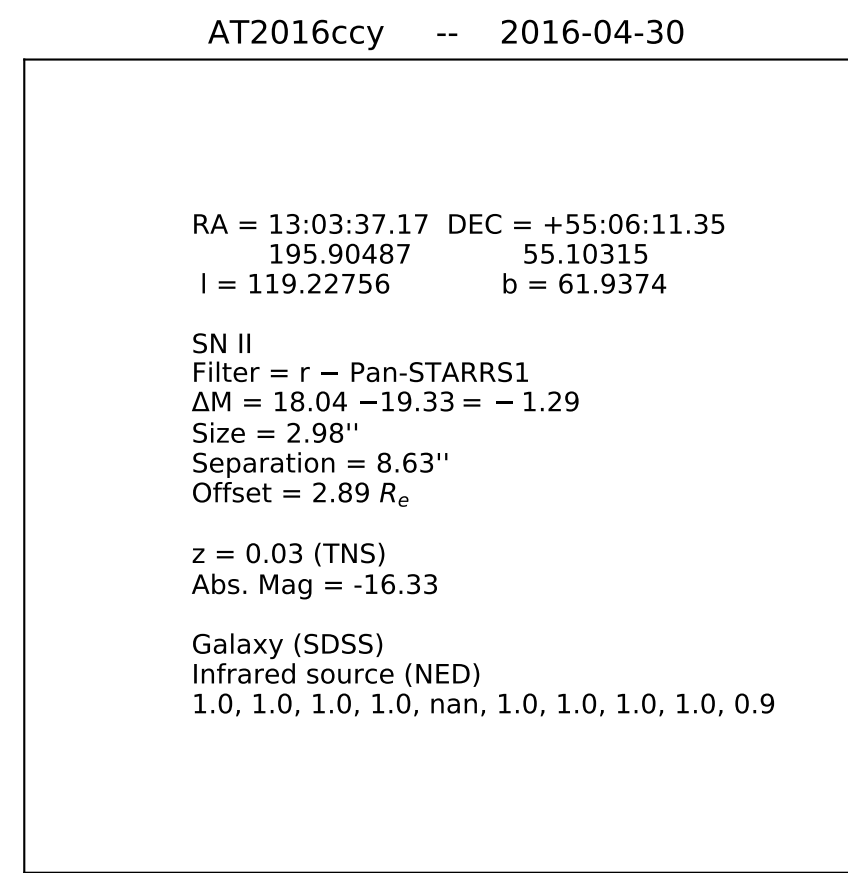 AT2016ccy -- 2016-04-30
RA = 13:03:37.17 DEC = +55:06:11.35
195.90487 55.10315
l = 119.22756 b = 61.9374
SN II
Filter = r − Pan-STARRS1
ΔM = 18.04 −19.33 = − 1.29
Size = 2.98''
Separation = 8.63''
Offset = 2.89 Re
z = 0.03 (TNS)
Abs. Mag = -16.33
Galaxy (SDSS)
Infrared source (NED)
1.0, 1.0, 1.0, 1.0, nan, 1.0, 1.0, 1.0, 1.0, 0.9